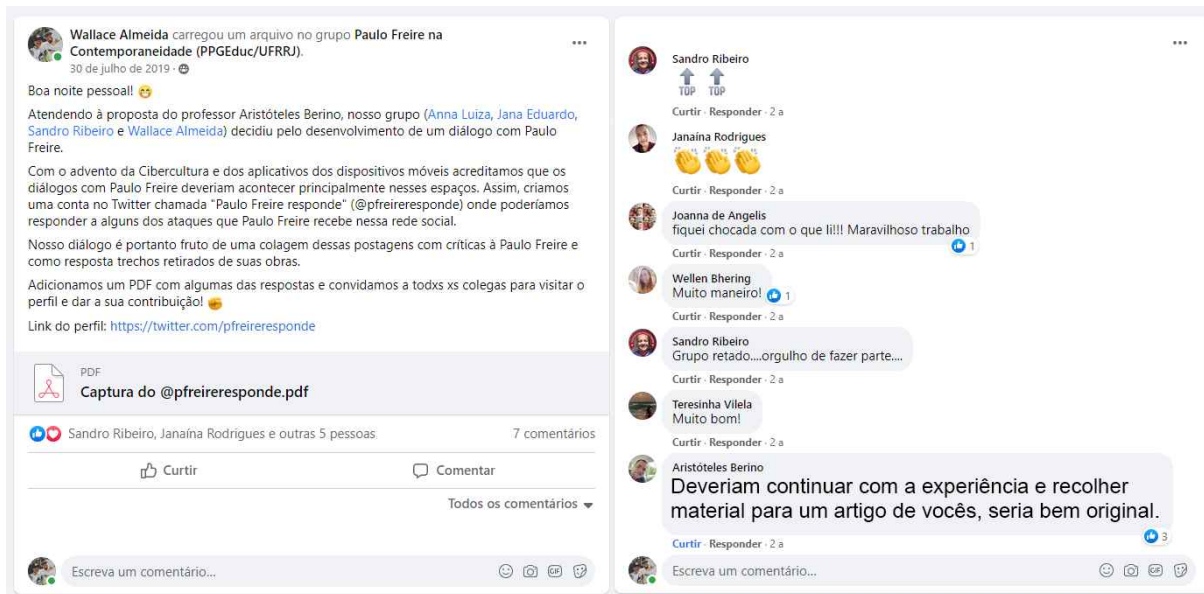 Wallace Almeida carregou um arquivo no grupo Paulo Freire na
Contemporaneidade (PPGEduc/UFRRJ).
30 de julho de 2019 ·
Boa noite pessoal! 😁
Atendendo à proposta do professor Aristóteles Berino, nosso grupo (Anna Luiza, Jana Eduardo,
Sandro Ribeiro e Wallace Almeida) decidiu pelo desenvolvimento de um diálogo com Paulo
Freire.
Com o advento da Cibercultura e dos aplicativos dos dispositivos móveis acreditamos que os
diálogos com Paulo Freire deveriam acontecer principalmente nesses espaços. Assim, criamos
uma conta no Twitter chamada "Paulo Freire responde" (@pfreireresponde) onde poderíamos
responder a alguns dos ataques que Paulo Freire recebe nessa rede social.
Nosso diálogo é portanto fruto de uma colagem dessas postagens com críticas à Paulo Freire e
como resposta trechos retirados de suas obras.
Adicionamos um PDF com algumas das respostas e convidamos a todxs xs colegas para visitar o
perfil e dar a sua contribuição! ✊
Link do perfil: https://twitter.com/pfreireresponde
PDF
Captura do @pfreireresponde.pdf
Sandro Ribeiro, Janaína Rodrigues e outras 5 pessoas
7 comentários
Curtir
Comentar
Todos os comentários
Escreva um comentário...
GIF
Sandro Ribeiro
TOP TOP
Curtir · Responder · 2 a
Janaína Rodrigues
👏👏👏
Curtir · Responder · 2 a
Joanna de Angelis
fiquei chocada com o que li!!! Maravilhoso trabalho
1
Curtir · Responder · 2 a
Wellen Bhering
Muito maneiro!
1
Curtir · Responder · 2 a
Sandro Ribeiro
Grupo retado....orgulho de fazer parte....
Curtir · Responder · 2 a
Teresinha Vilela
Muito bom!
Curtir · Responder · 2 a
Aristóteles Berino
Deveriam continuar com a experiência e recolher
material para um artigo de vocês, seria bem original.
3
Curtir · Responder · 2 a
Escreva um comentário...
GIF